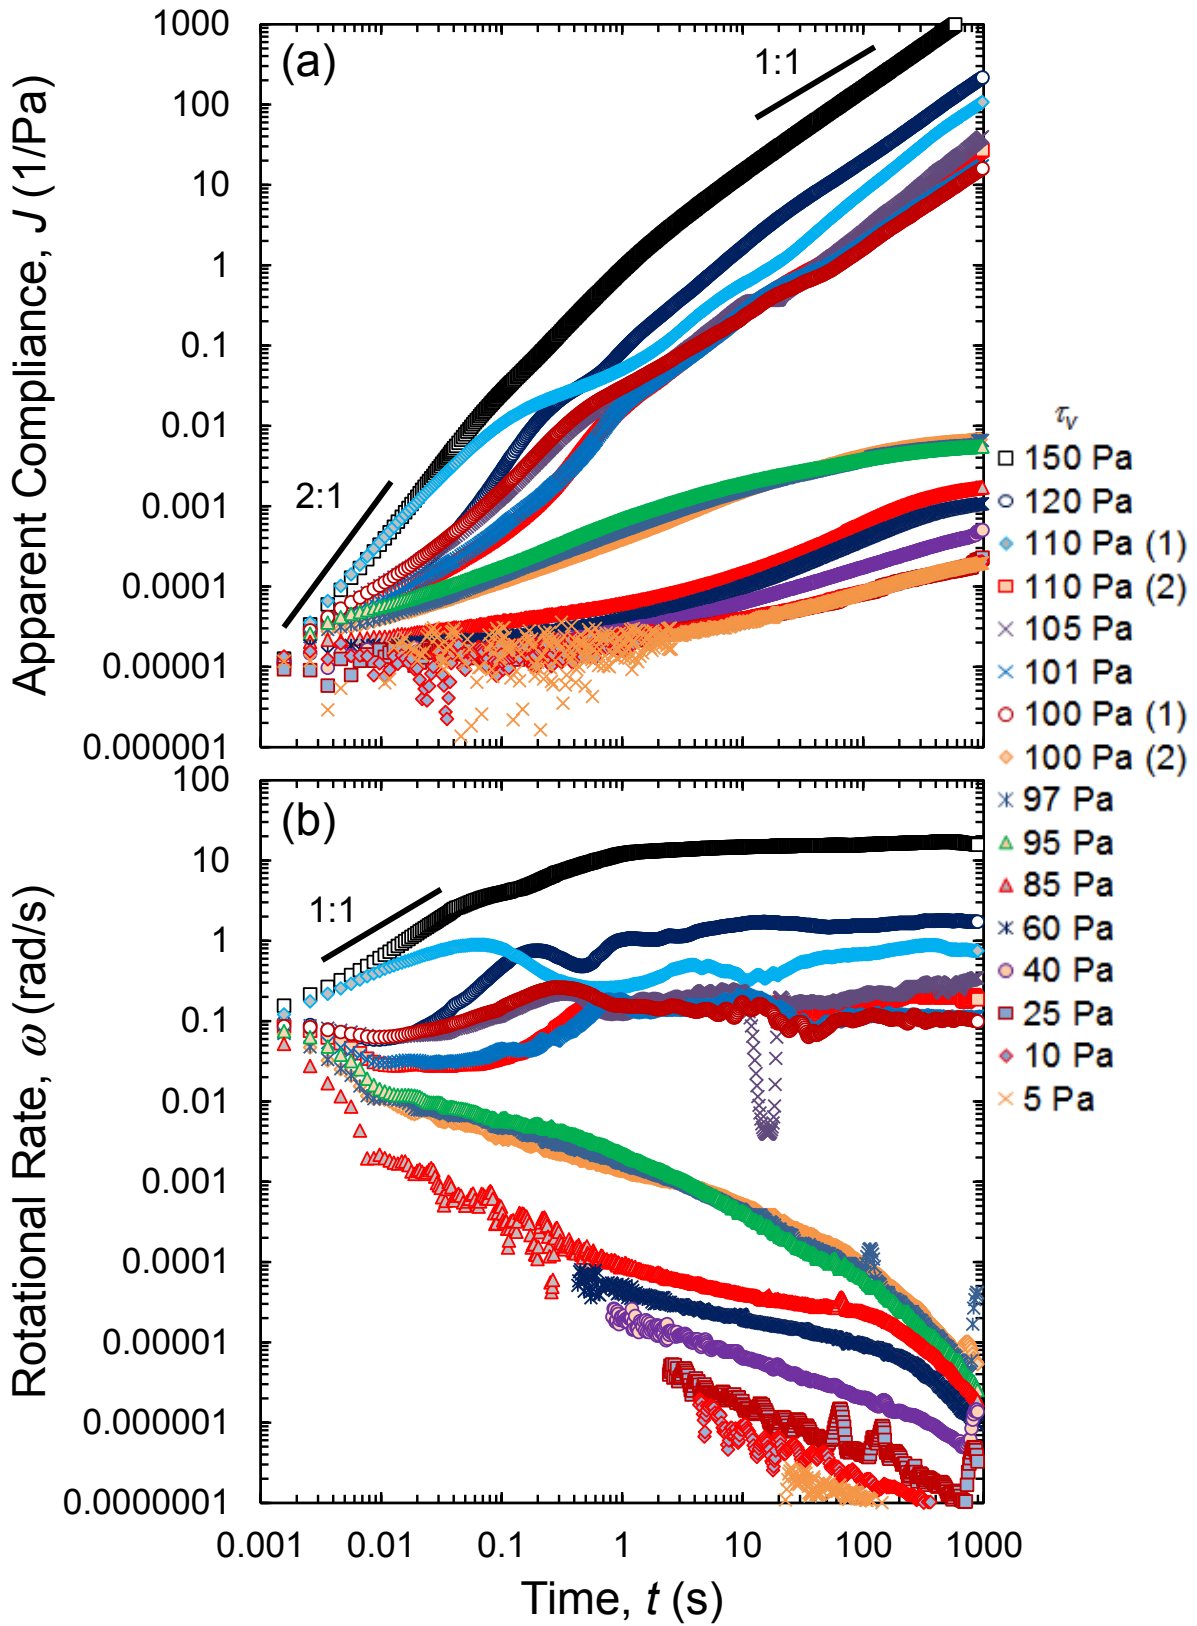 Apparent Compliance, J (1/Pa)
1000
100
10
1
0.1
0.01
0.001
0.0001
0.00001
0.000001
(a)
1:1
2:1
Rotational Rate, ω (rad/s)
100
10
1
0.1
0.01
0.001
0.0001
0.00001
0.000001
0.0000001
(b)
1:1
0.001 0.01 0.1 1 10 100 1000
Time, t (s)
τV
150 Pa
120 Pa
110 Pa (1)
110 Pa (2)
105 Pa
101 Pa
100 Pa (1)
100 Pa (2)
97 Pa
95 Pa
85 Pa
60 Pa
40 Pa
25 Pa
10 Pa
5 Pa